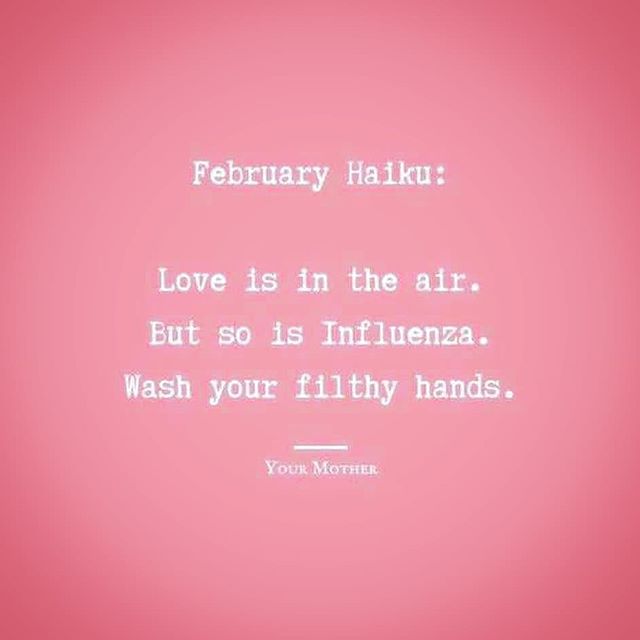 February Haiku:
Love is in the air.
But so is Influenza.
Wash your filthy hands.
Your Mother